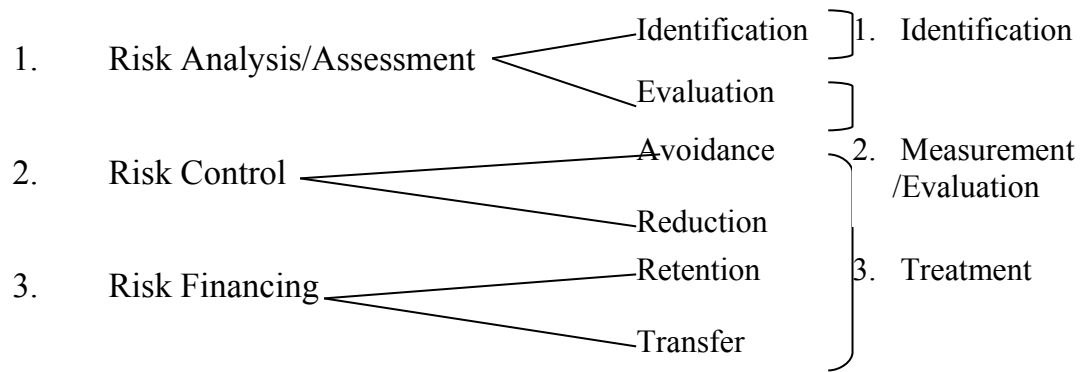 Identification 1. Identification
1. Risk Analysis/Assessment
Evaluation
2. Risk Control
Avoidance 2. Measurement
/Evaluation
Reduction
3. Risk Financing
Retention 3. Treatment
Transfer